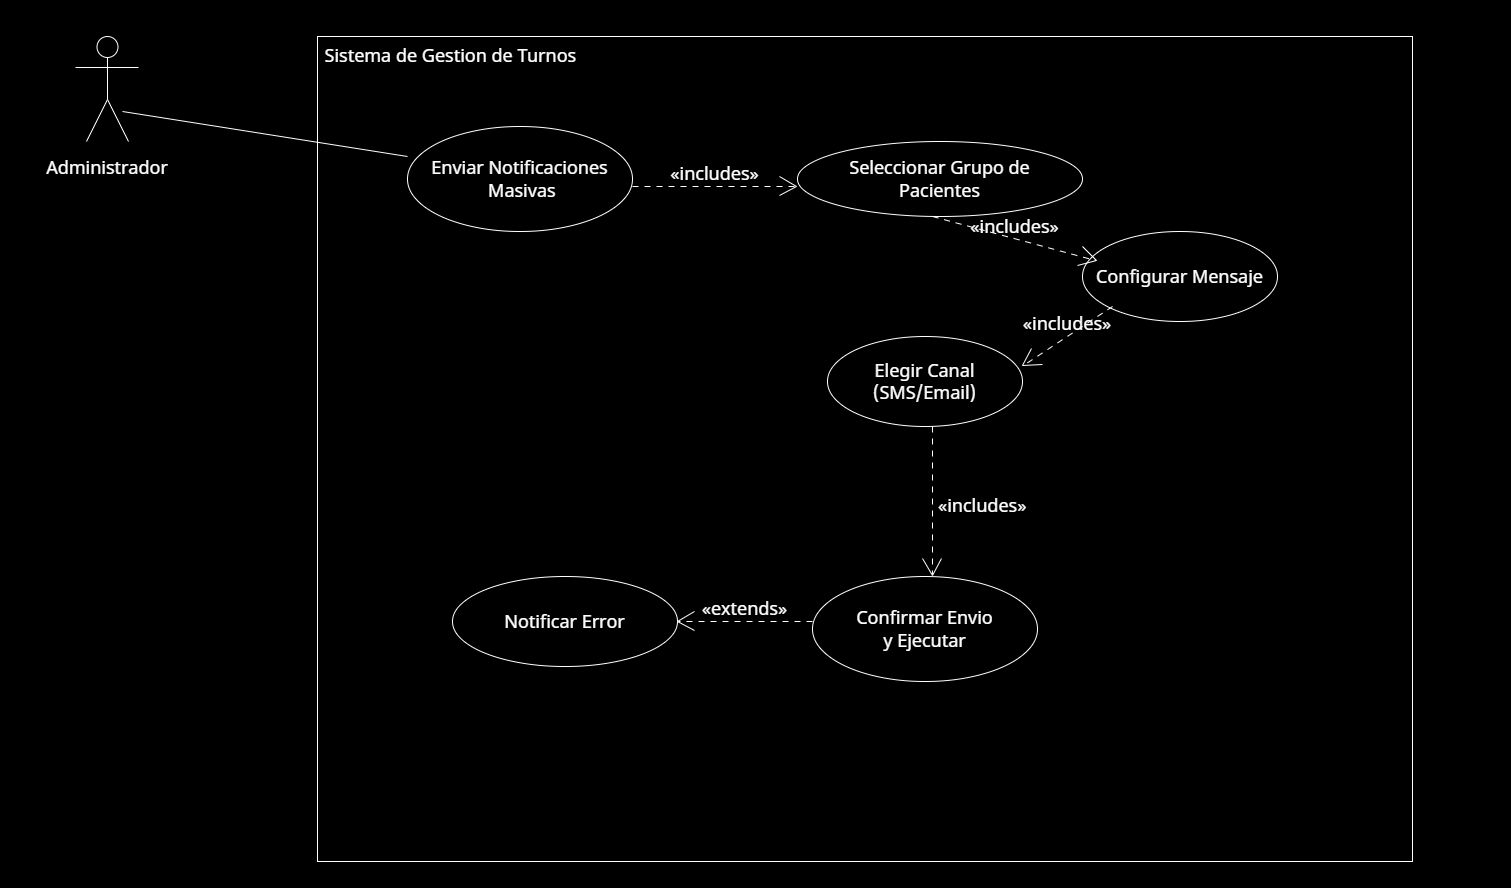 Sistema de Gestion de Turnos
Administrador
Enviar Notificaciones
Masivas
«includes»
Seleccionar Grupo de
Pacientes
«includes»
Configurar Mensaje
«includes»
Elegir Canal
(SMS/Email)
«includes»
Notificar Error
«extends»
Confirmar Envio
y Ejecutar